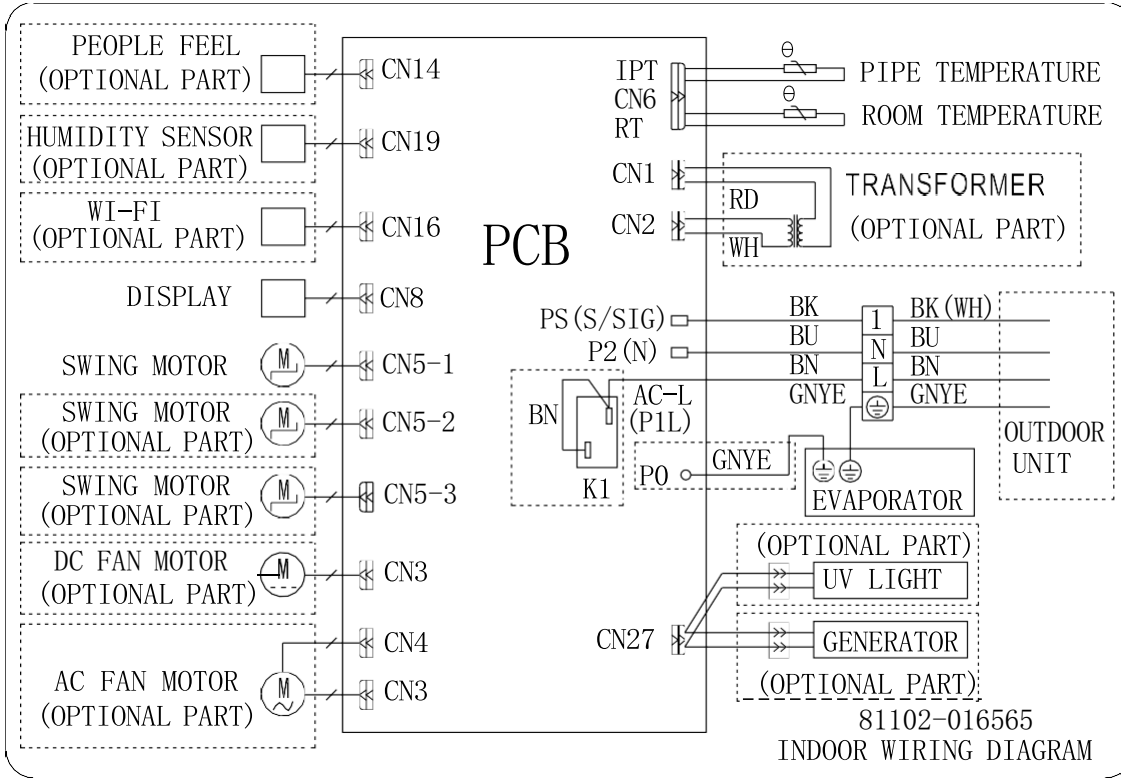 PEOPLE FEEL
(OPTIONAL PART)
CN14
HUMIDITY SENSOR
(OPTIONAL PART)
CN19
WI-FI
(OPTIONAL PART)
CN16
DISPLAY
CN8
SWING MOTOR
M
CN5-1
SWING MOTOR
(OPTIONAL PART)
M
CN5-2
SWING MOTOR
(OPTIONAL PART)
M
CN5-3
DC FAN MOTOR
(OPTIONAL PART)
M
CN3
CN4
AC FAN MOTOR
(OPTIONAL PART)
M
CN3
PCB
IPT
CN6
RT
θ
PIPE TEMPERATURE
θ
ROOM TEMPERATURE
CN1
CN2
RD
WH
TRANSFORMER
(OPTIONAL PART)
PS(S/SIG)
BK
1
BK(WH)
P2(N)
BU
N
BU
BN
L
BN
GNYE
GNYE
AC-L
(P1L)
BN
K1
P0
GNYE
EVAPORATOR
OUTDOOR
UNIT
(OPTIONAL PART)
UV LIGHT
CN27
GENERATOR
(OPTIONAL PART)
81102-016565
INDOOR WIRING DIAGRAM